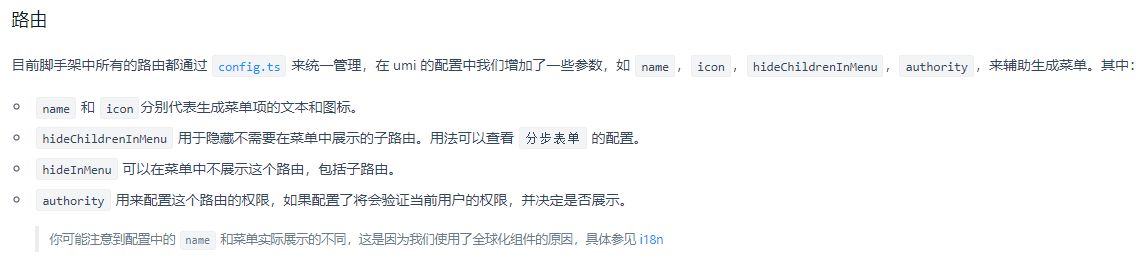 路由
目前脚手架中所有的路由都通过 config.ts 来统一管理，在 umi 的配置中我们增加了一些参数，如 name，icon，hideChildrenInMenu，authority，来辅助生成菜单。其中：
name 和 icon分别代表生成菜单项的文本和图标。
hideChildrenInMenu 用于隐藏不需要在菜单中展示的子路由。用法可以查看 分步表单 的配置。
hideInMenu 可以在菜单中不展示这个路由，包括子路由。
authority 用来配置这个路由的权限，如果配置了将会验证当前用户的权限，并决定是否展示。
你可能注意到配置中的 name 和菜单实际展示的不同，这是因为我们使用了全球化组件的原因，具体参见 i18n